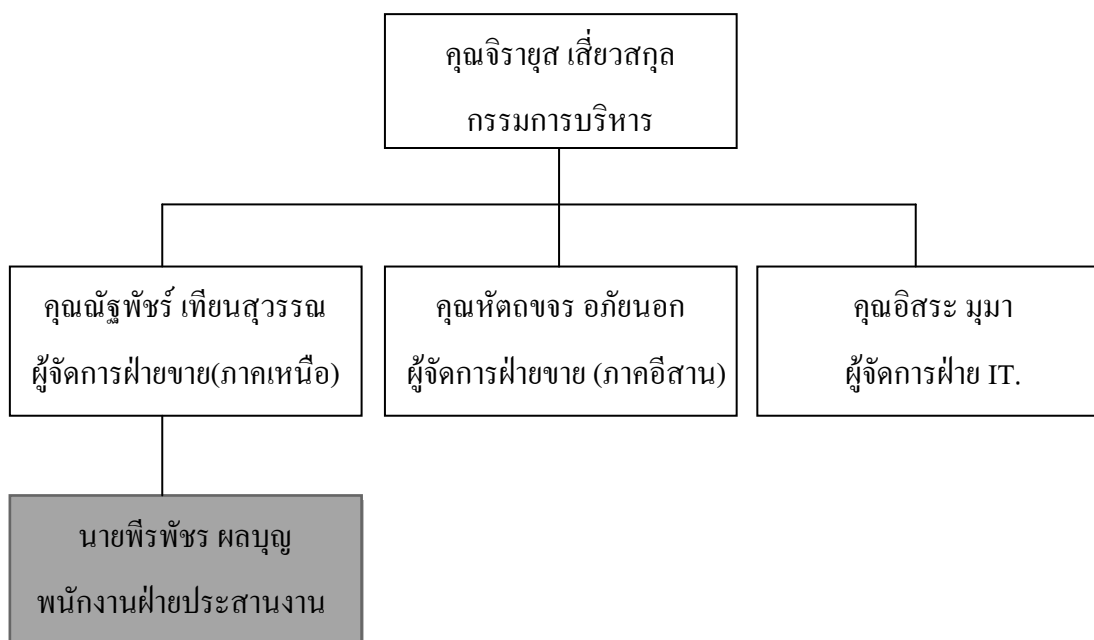 คุณจิรายุส เสี่ยวสกุล
กรรมการบริหาร
คุณณัฐพัชร์ เทียนสุวรรณ
ผู้จัดการฝ่ายขาย(ภาคเหนือ)
คุณหัตถขจร อภัยนอก
ผู้จัดการฝ่ายขาย (ภาคอีสาน)
คุณอิสระ มุมา
ผู้จัดการฝ่าย IT.
นายพีรพัชร ผลบุญ
พนักงานฝ่ายประสานงาน